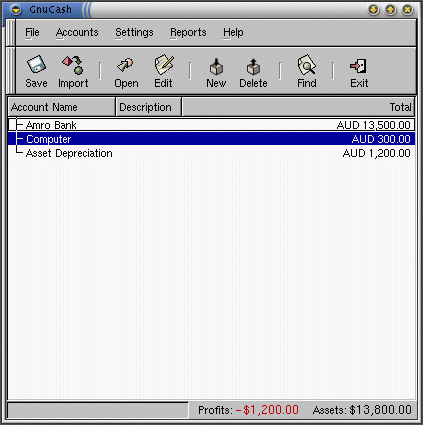 GnuCash
File Accounts Settings Reports Help
Save Import Open Edit New Delete Find Exit
Account Name Description Total
Amro Bank AUD 13,500.00
Computer AUD 300.00
Asset Depreciation AUD 1,200.00
Profits: -$1,200.00 Assets: $13,800.00